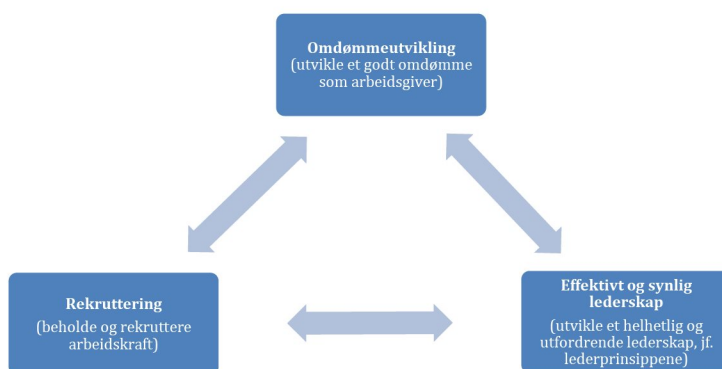 Omdømmeutvikling
(utvikle et godt omdømme
som arbeidsgiver)
Rekruttering
(beholde og rekruttere
arbeidskraft)
Effektivt og synlig
lederskap
(utvikle et helhetlig og
utfordrende lederskap, jf.
lederprinsippene)